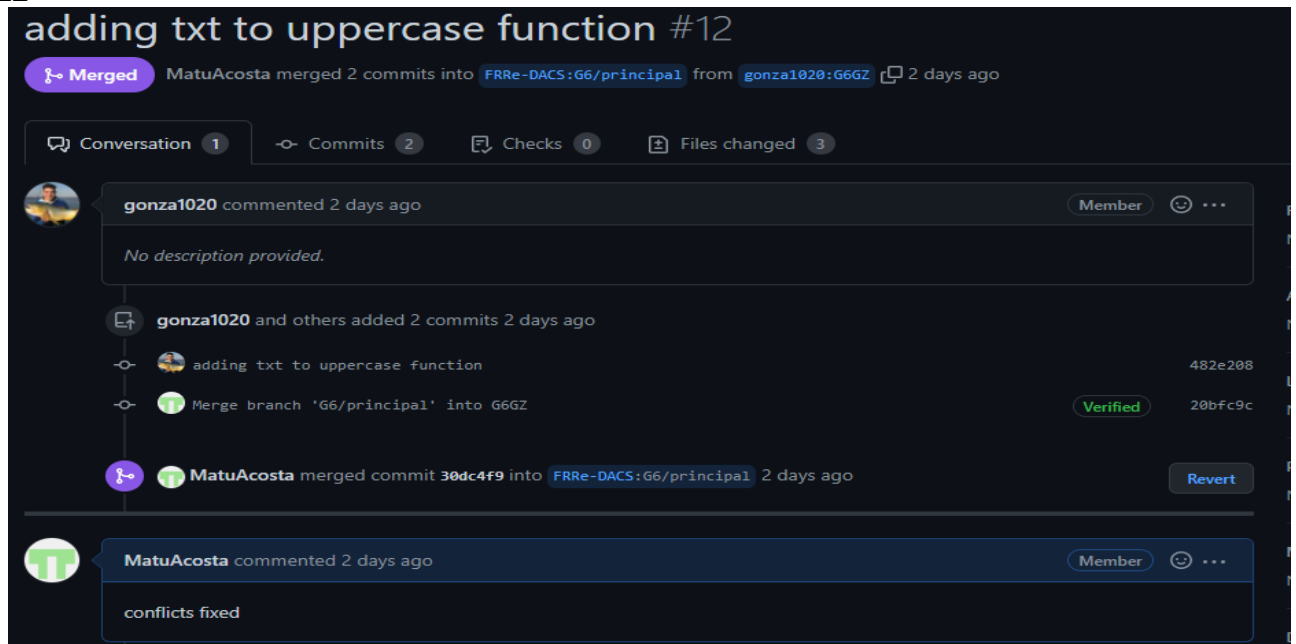 adding txt to uppercase function #12
Merged MatuAcosta merged 2 commits into FRRe-DACS:G6/principal from gonza1020:G6GZ 2 days ago
Conversation 1 Commits 2 Checks 0 Files changed 3
gonza1020 commented 2 days ago Member
No description provided.
gonza1020 and others added 2 commits 2 days ago
adding txt to uppercase function 482e208
Merge branch 'G6/principal' into G6GZ Verified 20bfc9c
MatuAcosta merged commit 30dc4f9 into FRRe-DACS:G6/principal 2 days ago Revert
MatuAcosta commented 2 days ago Member
conflicts fixed